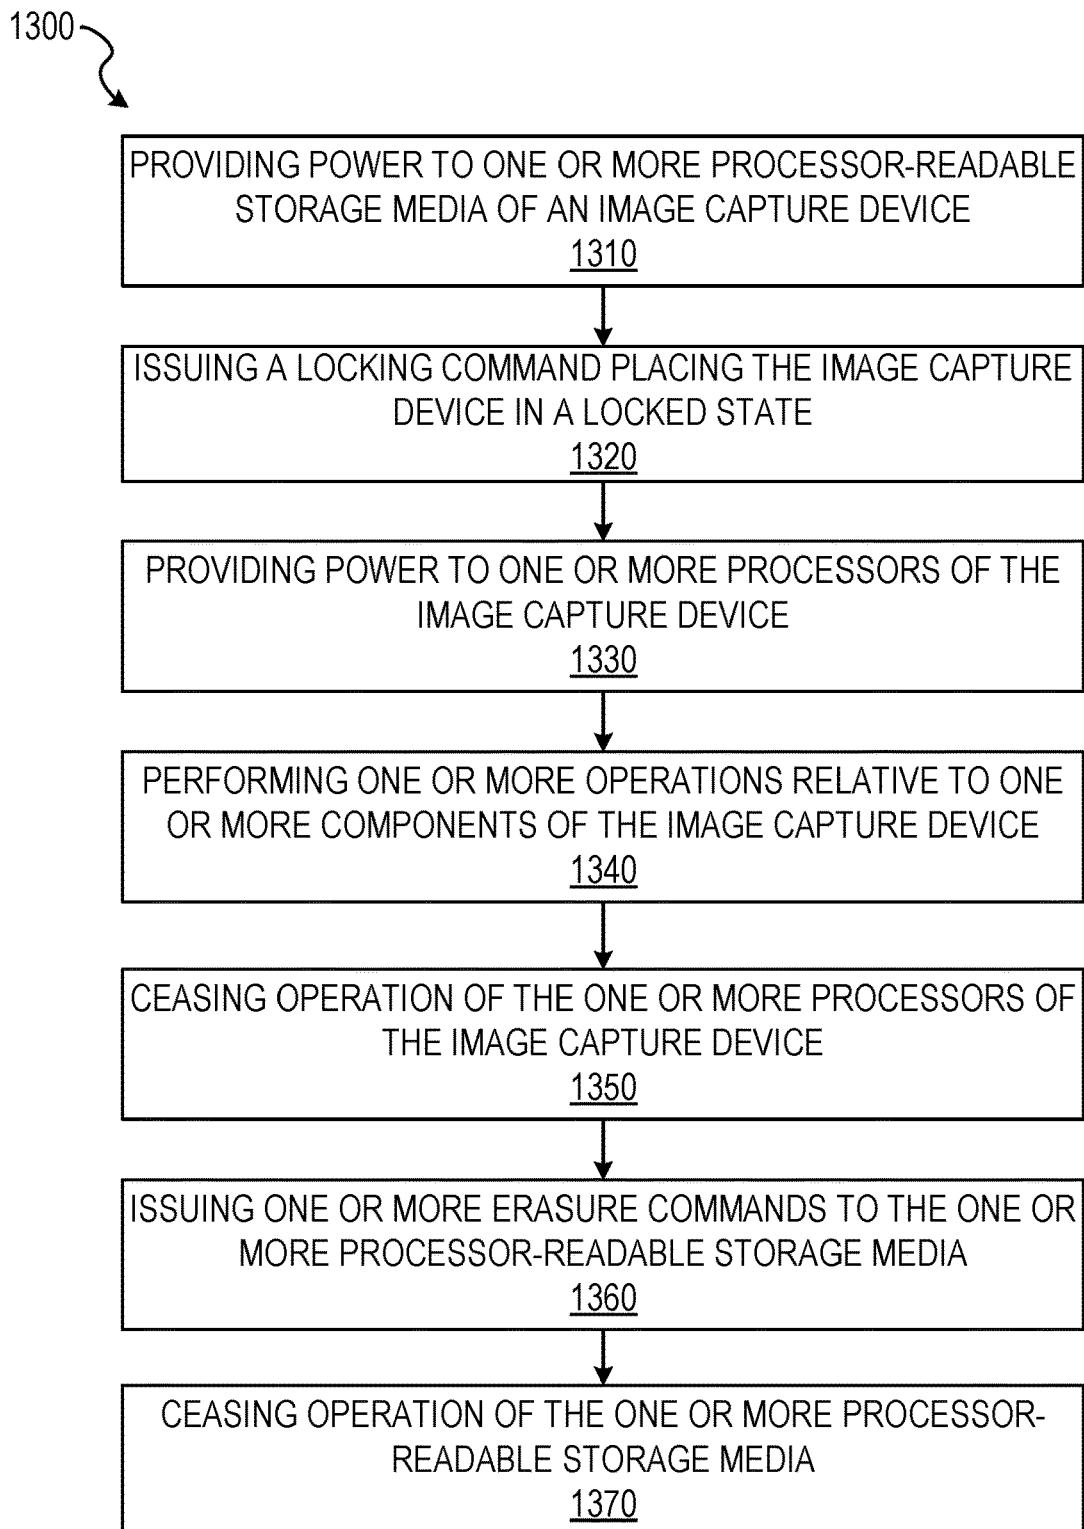 1300
PROVIDING POWER TO ONE OR MORE PROCESSOR-READABLE
STORAGE MEDIA OF AN IMAGE CAPTURE DEVICE
1310
ISSUING A LOCKING COMMAND PLACING THE IMAGE CAPTURE
DEVICE IN A LOCKED STATE
1320
PROVIDING POWER TO ONE OR MORE PROCESSORS OF THE
IMAGE CAPTURE DEVICE
1330
PERFORMING ONE OR MORE OPERATIONS RELATIVE TO ONE
OR MORE COMPONENTS OF THE IMAGE CAPTURE DEVICE
1340
CEASING OPERATION OF THE ONE OR MORE PROCESSORS OF
THE IMAGE CAPTURE DEVICE
1350
ISSUING ONE OR MORE ERASURE COMMANDS TO THE ONE OR
MORE PROCESSOR-READABLE STORAGE MEDIA
1360
CEASING OPERATION OF THE ONE OR MORE PROCESSOR-
READABLE STORAGE MEDIA
1370